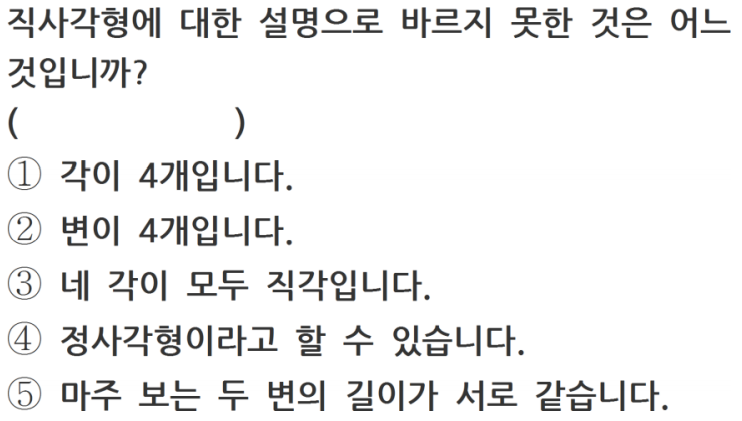 직사각형에 대한 설명으로 바르지 못한 것은 어느
것입니까?
( )
① 각이 4개입니다.
② 변이 4개입니다.
③ 네 각이 모두 직각입니다.
④ 정사각형이라고 할 수 있습니다.
⑤ 마주 보는 두 변의 길이가 서로 같습니다.